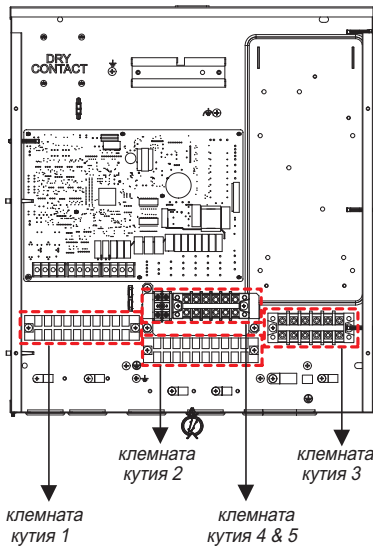 DRY
CONTACT
клемната
кутия 2
клемната
кутия 3
клемната
кутия 1
клемната
кутия 4 & 5